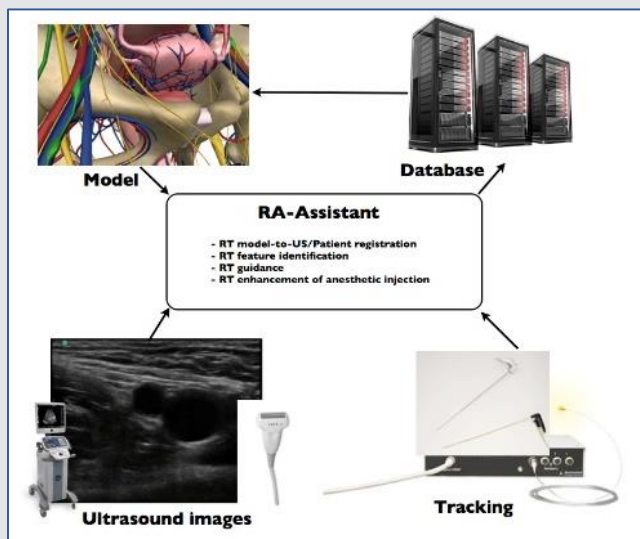 Model
Database
RA-Assistant
- RT model-to-US/Patient registration
- RT feature identification
- RT guidance
- RT enhancement of anesthetic injection
Ultrasound images
Tracking